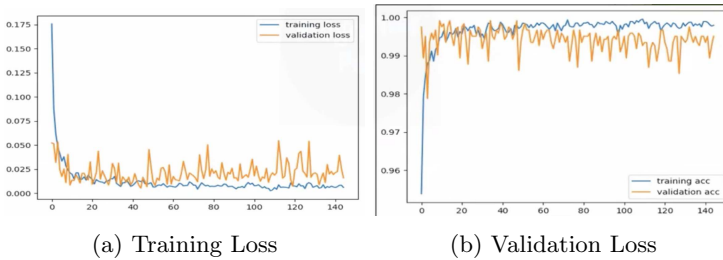 0.175
0.150
0.125
0.100
0.075
0.050
0.025
0.000
0 20 40 60 80 100 120 140
training loss
validation loss
1.00
0.99
0.98
0.97
0.96
0 20 40 60 80 100 120 140
training acc
validation acc
(a) Training Loss
(b) Validation Loss